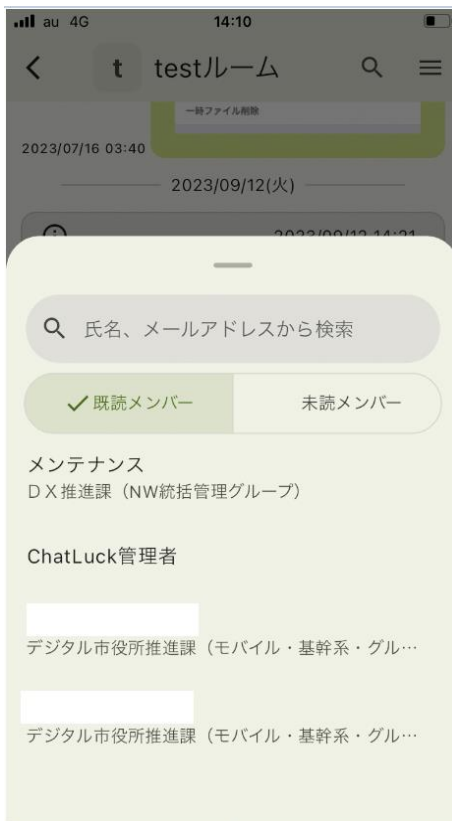 au 4G 14:10
t testルーム
一時ファイル削除
2023/07/16 03:40
2023/09/12(火)
2023/09/12 14:21
氏名、メールアドレスから検索
既読メンバー 未読メンバー
メンテナンス
DX推進課（NW統括管理グループ）
ChatLuck管理者
デジタル市役所推進課（モバイル・基幹系・グル…
デジタル市役所推進課（モバイル・基幹系・グル…